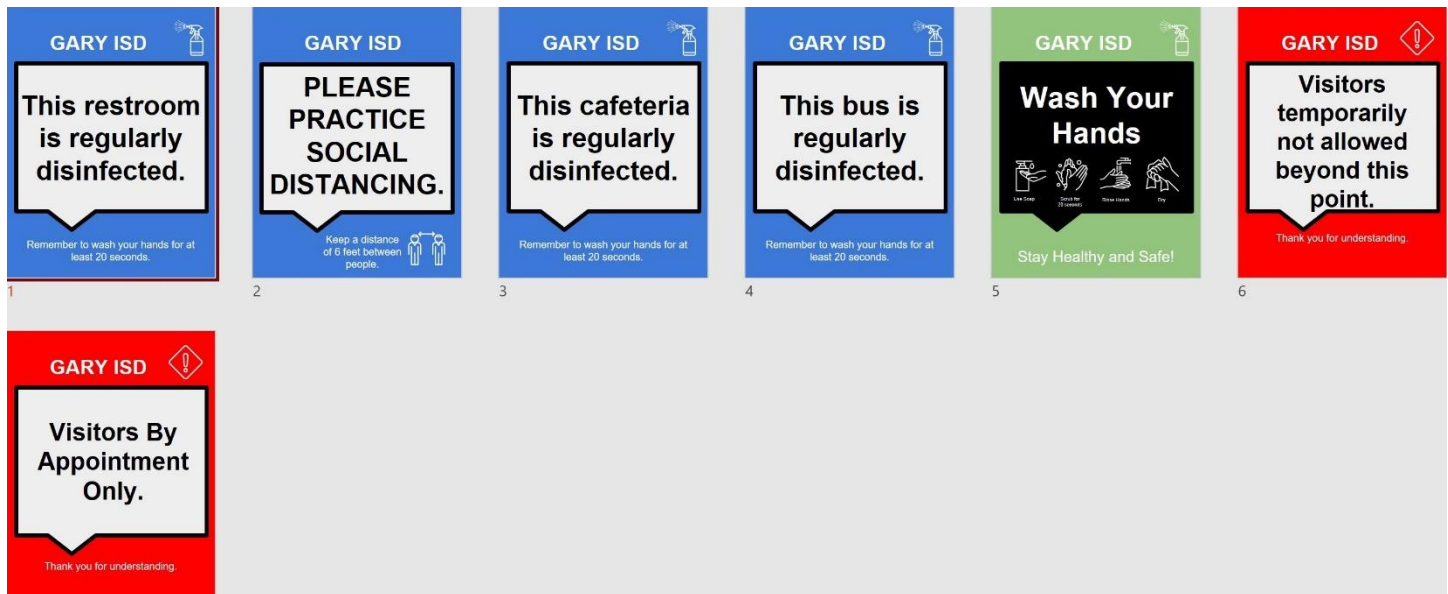 GARY ISD
This restroom
is regularly
disinfected.
Remember to wash your hands for at
least 20 seconds.
1
GARY ISD
PLEASE
PRACTICE
SOCIAL
DISTANCING.
Keep a distance
of 6 feet between
people.
2
GARY ISD
This cafeteria
is regularly
disinfected.
Remember to wash your hands for at
least 20 seconds.
3
GARY ISD
This bus is
regularly
disinfected.
Remember to wash your hands for at
least 20 seconds.
4
GARY ISD
Wash Your
Hands
Use Soap
Scrub for
20 seconds
Rinse Hands
Dry
Stay Healthy and Safe!
5
GARY ISD
Visitors
temporarily
not allowed
beyond this
point.
Thank you for understanding.
6
GARY ISD
Visitors By
Appointment
Only.
Thank you for understanding.